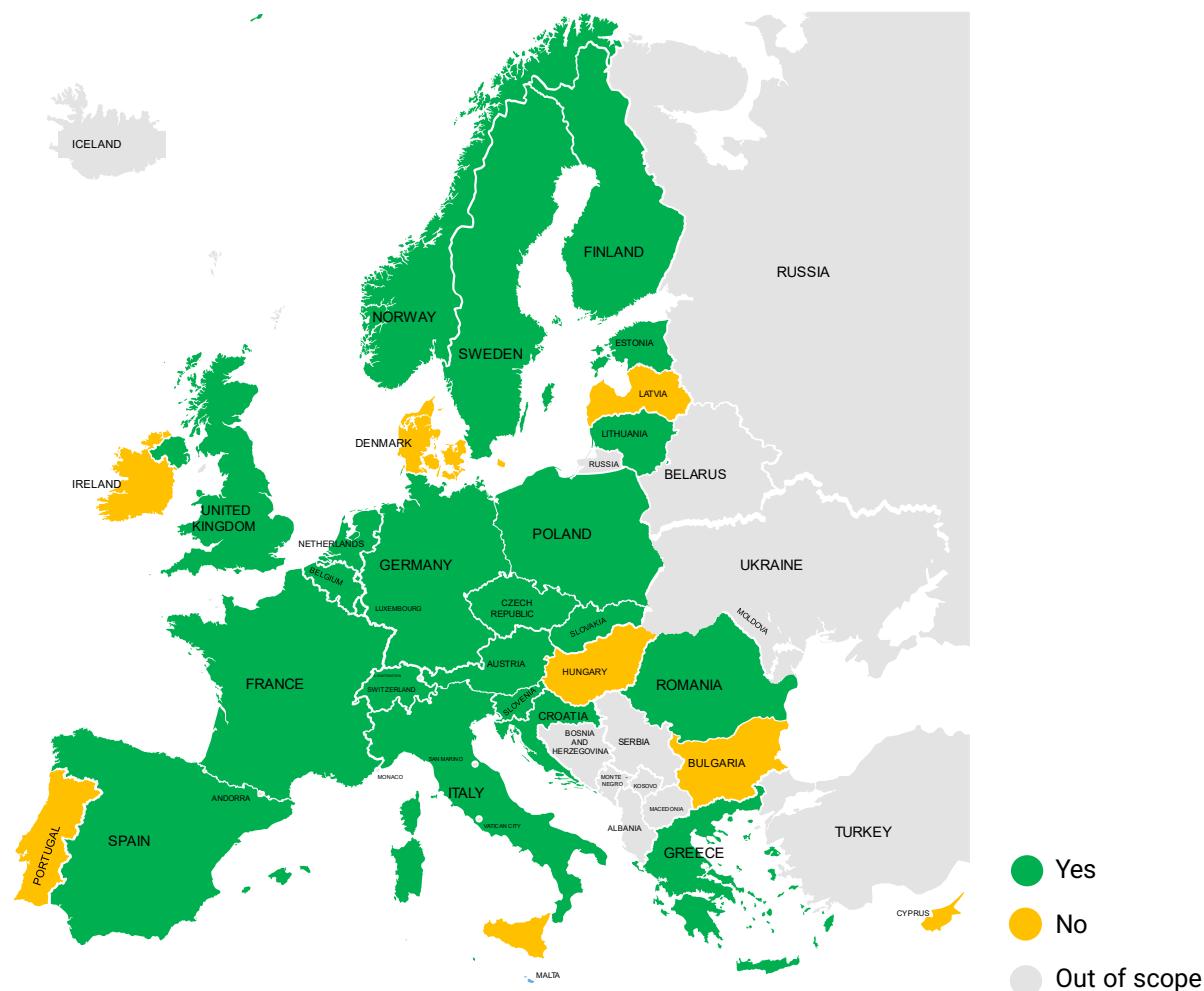 ICELAND
FINLAND
RUSSIA
NORWAY
SWEDEN
ESTONIA
LATVIA
DENMARK
LITHUANIA
RUSSIA
BELARUS
IRELAND
UNITED
KINGDOM
NETHERLANDS
POLAND
GERMANY
UKRAINE
BELGIUM
LUXEMBOURG
CZECH
REPUBLIC
SLOVAKIA
MOLDOVA
AUSTRIA
HUNGARY
FRANCE
SWITZERLAND
ROMANIA
SLOVENIA
CROATIA
BOSNIA
AND
HERZEGOVINA
SERBIA
SAN MARINO
BULGARIA
MONACO
MONTE -
NEGRO
KOSOVO
ANDORRA
ITALY
MACEDONIA
VATICAN CITY
ALBANIA
TURKEY
PORTUGAL
SPAIN
GREECE
Yes
CYPRUS
No
MALTA
Out of scope